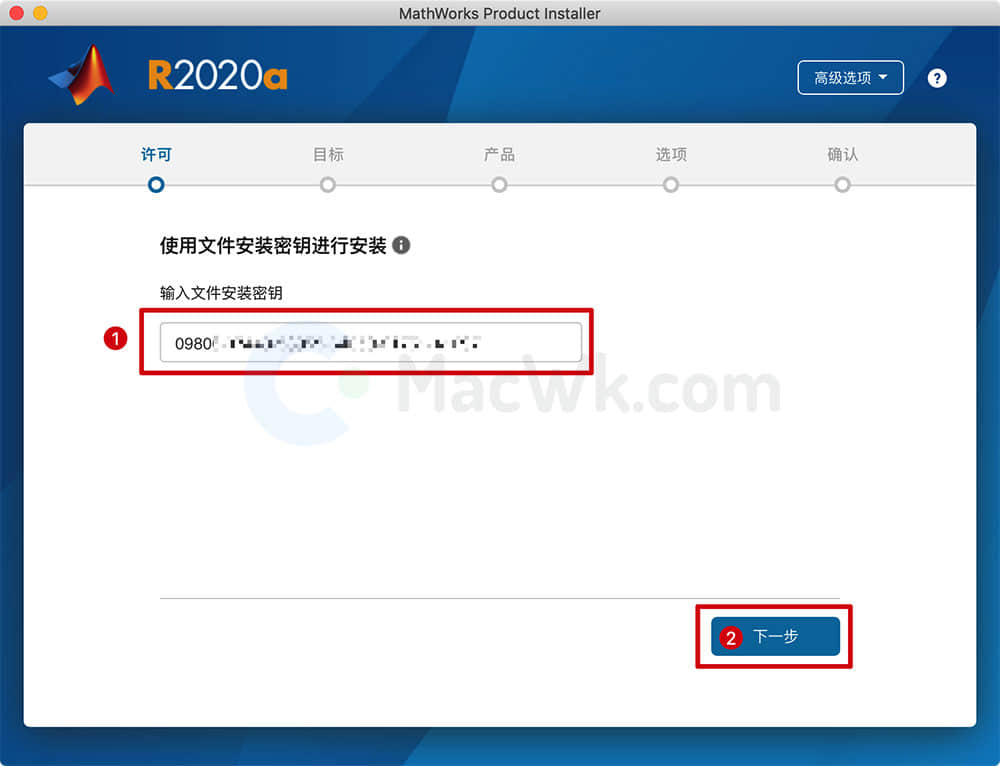 MathWorks Product Installer
R2020a
高级选项
?
许可 目标 产品 选项 确认
使用文件安装密钥进行安装 i
输入文件安装密钥
1
0980
MacWk.com
2 下一步